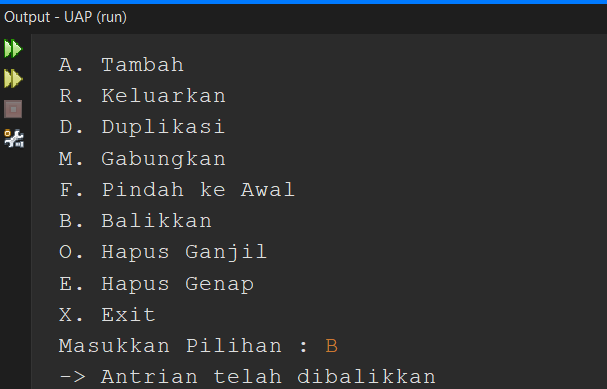 Output - UAP (run)
A. Tambah
R. Keluarkan
D. Duplikasi
M. Gabungkan
F. Pindah ke Awal
B. Balikkan
O. Hapus Ganjil
E. Hapus Genap
X. Exit
Masukkan Pilihan : B
-> Antrian telah dibalikkan